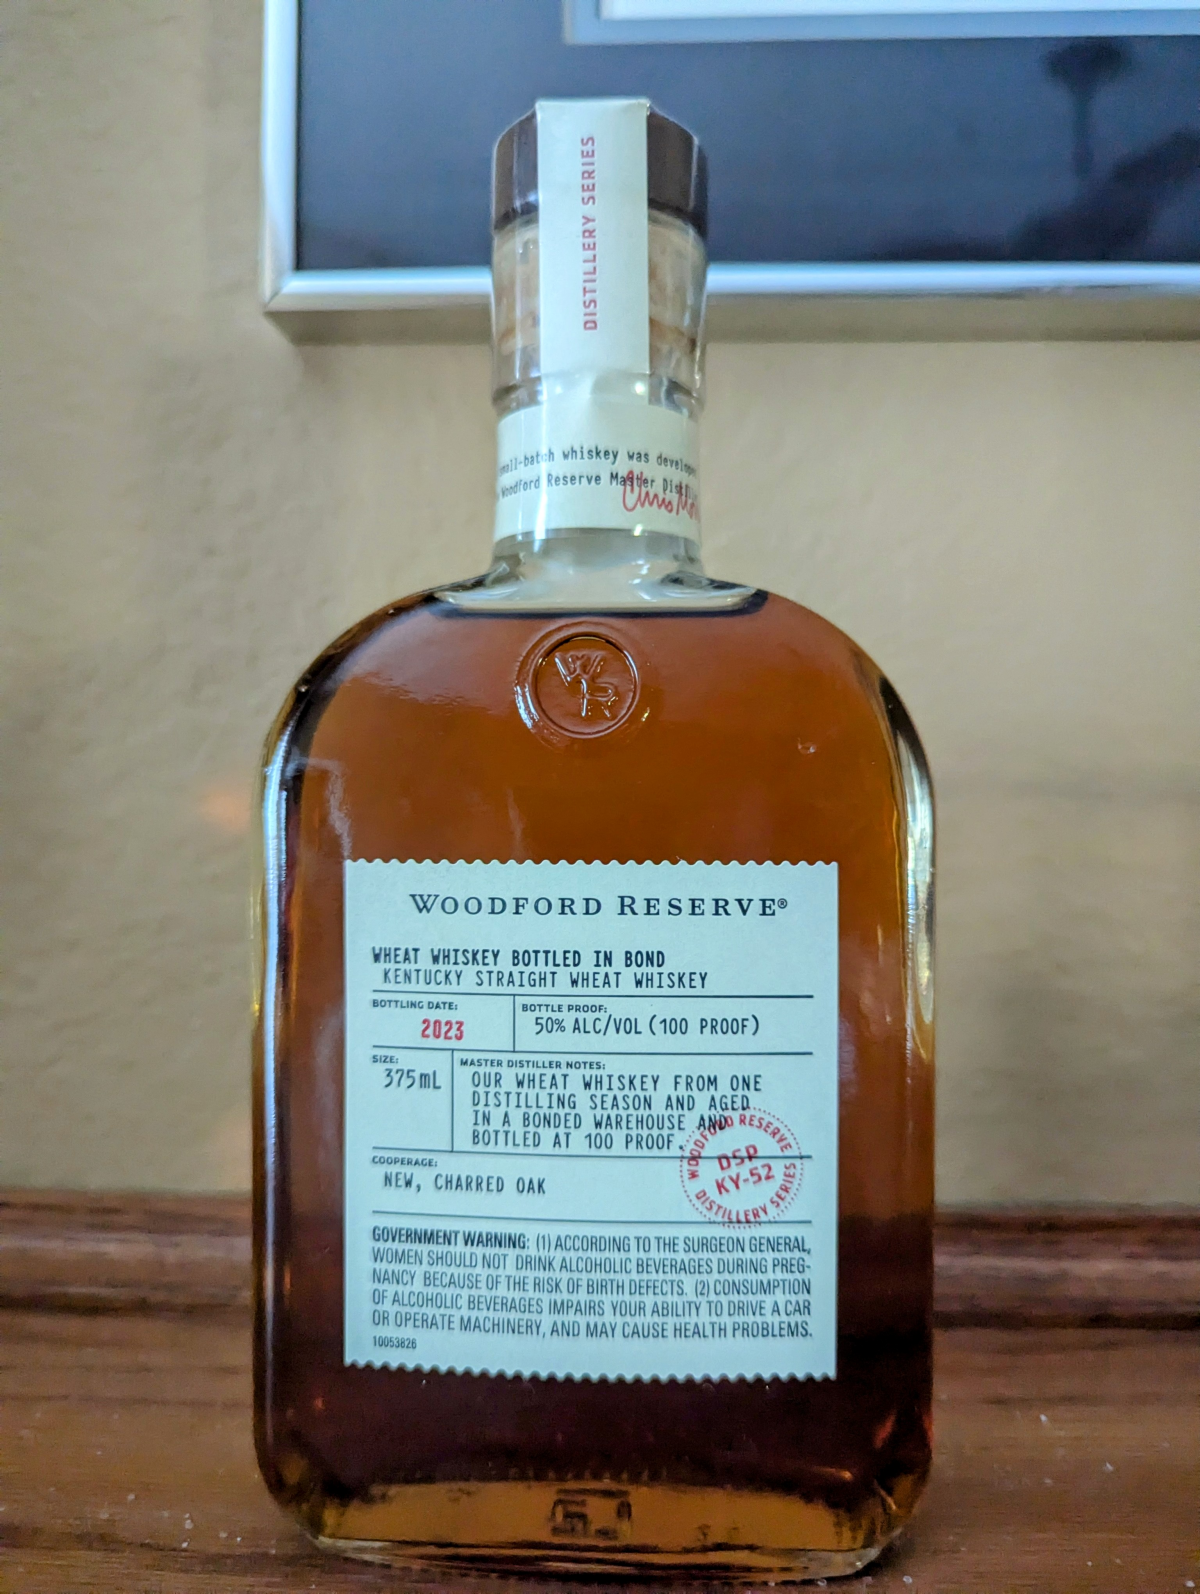 DISTILLERY SERIES
small-batch whiskey was develope
Woodford Reserve Master Dist
Chris
WR
WOODFORD RESERVE®
WHEAT WHISKEY BOTTLED IN BOND
KENTUCKY STRAIGHT WHEAT WHISKEY
BOTTLING DATE:
2023
BOTTLE PROOF:
50% ALC/VOL (100 PROOF)
SIZE:
375mL
MASTER DISTILLER NOTES:
OUR WHEAT WHISKEY FROM ONE
DISTILLING SEASON AND AGED
IN A BONDED WAREHOUSE AND
BOTTLED AT 100 PROOF.
COOPERAGE:
NEW, CHARRED OAK
WOODFORD RESERVE
DSP
KY-52
DISTILLERY SERIES
GOVERNMENT WARNING: (1) ACCORDING TO THE SURGEON GENERAL,
WOMEN SHOULD NOT DRINK ALCOHOLIC BEVERAGES DURING PREG-
NANCY BECAUSE OF THE RISK OF BIRTH DEFECTS. (2) CONSUMPTION
OF ALCOHOLIC BEVERAGES IMPAIRS YOUR ABILITY TO DRIVE A CAR
OR OPERATE MACHINERY, AND MAY CAUSE HEALTH PROBLEMS.
10053826